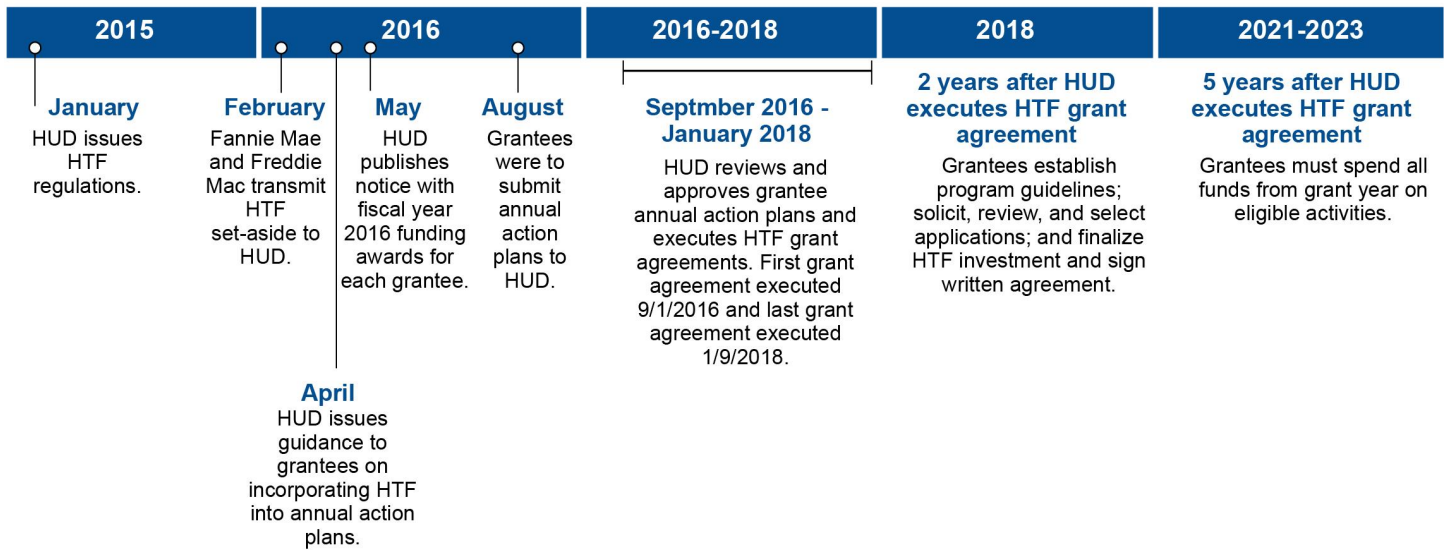 2015
January
HUD issues
HTF
regulations.
2016
February
Fannie Mae
and Freddie
Mac transmit
HTF
set-aside to
HUD.
April
HUD issues
guidance to
grantees on
incorporating HTF
into annual action
plans.
May
HUD
publishes
notice with
fiscal year
2016 funding
awards for
each grantee.
August
Grantees
were to
submit
annual
action
plans to
HUD.
2016-2018
Septmber 2016 -
January 2018
HUD reviews and
approves grantee
annual action plans and
executes HTF grant
agreements. First grant
agreement executed
9/1/2016 and last grant
agreement executed
1/9/2018.
2018
2 years after HUD
executes HTF grant
agreement
Grantees establish
program guidelines;
solicit, review, and select
applications; and finalize
HTF investment and sign
written agreement.
2021-2023
5 years after HUD
executes HTF grant
agreement
Grantees must spend all
funds from grant year on
eligible activities.